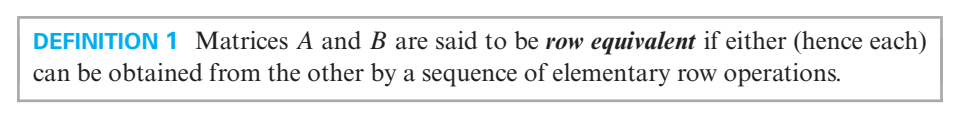 DEFINITION 1 Matrices A and B are said to be row equivalent if either (hence each)
can be obtained from the other by a sequence of elementary row operations.